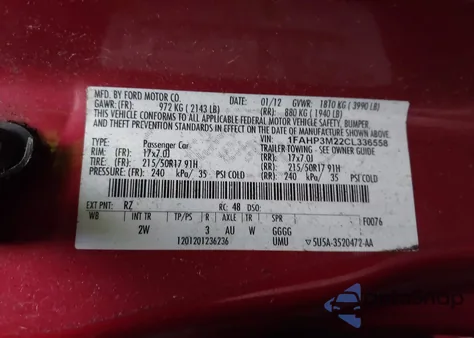 MFD. BY FORD MOTOR CO.
DATE: 01/12 GVWR: 1810 KG ( 3990 LB)
GAWR: (FR): 972 KG ( 2143 LB) (RR): 880 KG ( 1940 LB)
THIS VEHICLE CONFORMS TO ALL APPLICABLE FEDERAL MOTOR VEHICLE SAFETY, BUMPER,
AND THEFT PREVENTION STANDARDS IN EFFECT ON THE DATE OF MANUFACTURE SHOWN ABOVE.
VIN: 1FAHP3M22CL336558
TYPE: Passenger Car TRAILER TOWING - SEE OWNER GUIDE
RIM: (FR): 17x7.0J (RR): 17x7.0J
TIRE: (FR): 215/50R17 91H (RR): 215/50R17 91H
PRESSURE: (FR): 240 kPa/ 35 PSI COLD (RR): 240 kPa/ 35 PSI COLD
EXT PNT: RZ RC: 48 DSO: F0076
WB INT TR TP/PS R AXLE TR SPR
2W 3 AU W GGGG
1201201236236 UMU ▽ 5U5A-3520472-AA